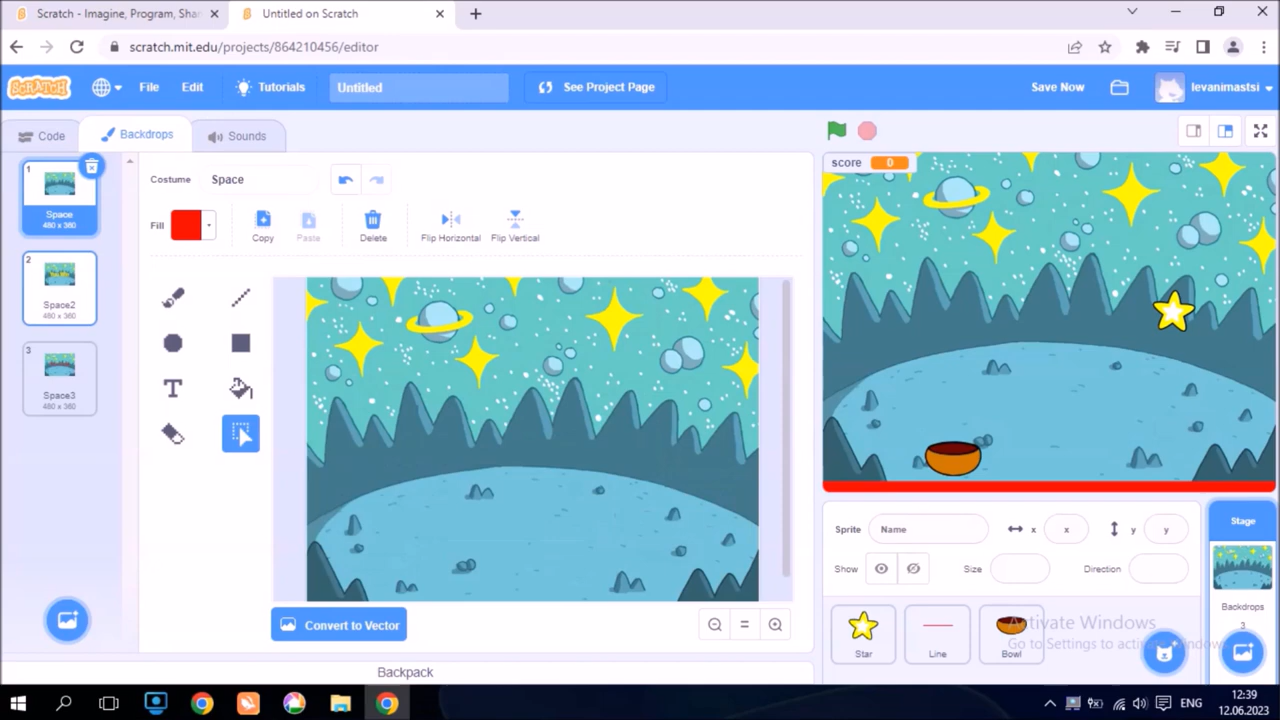 Scratch - Imagine, Program, Shar
Untitled on Scratch
scratch.mit.edu/projects/864210456/editor
SCRATCH
File
Edit
Tutorials
Untitled
See Project Page
Save Now
levanimastsi
Code
Backdrops
Sounds
1
Space
480 x 360
2
Space2
480 x 360
3
Space3
480 x 360
Costume
Space
Fill
Copy
Paste
Delete
Flip Horizontal
Flip Vertical
T
Convert to Vector
Backpack
score 0
Sprite
Name
x
x
y
y
Show
Size
Direction
Star
Line
Bowl
Stage
Backdrops
3
Activate Windows
Go to Settings to activate Windows.
ENG
12:39
12.06.2023